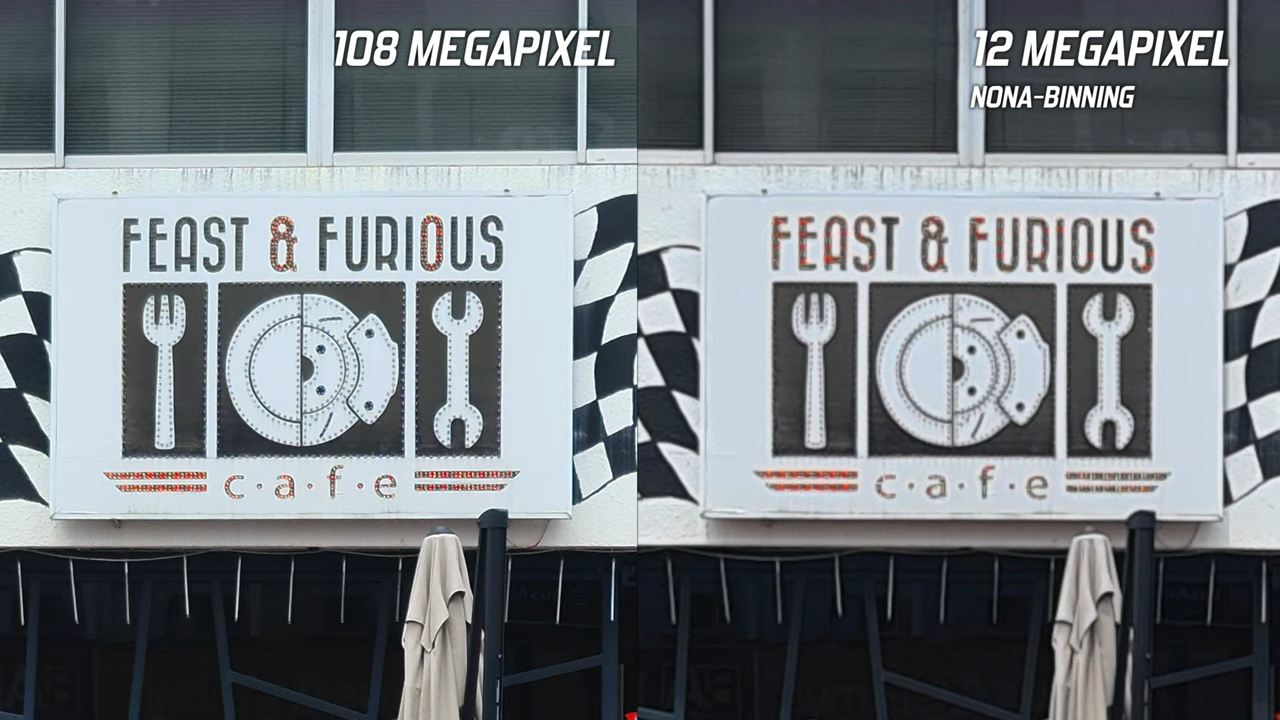 108 MEGAPIXEL
12 MEGAPIXEL
NONA-BINNING
FEAST & FURIOUS
c·a·f·e
FEAST & FURIOUS
c·a·f·e